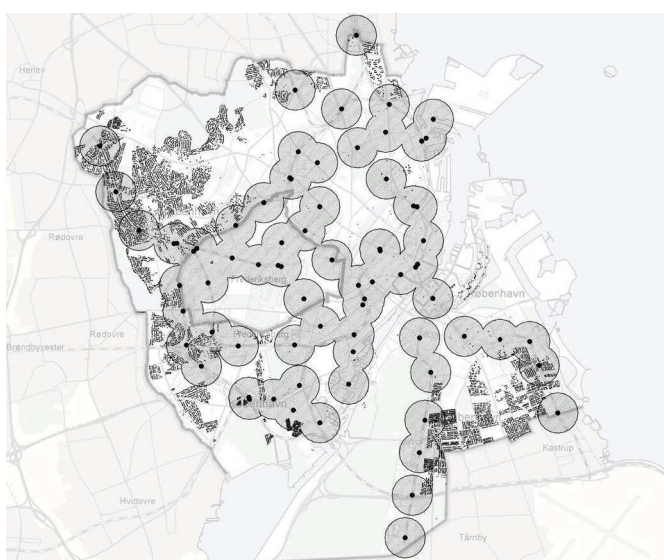 Herlev
Rødovre
Frederiksberg
København
Rødovre
Brøndbyvester
Kastrup
Hvidovre
Tårnby